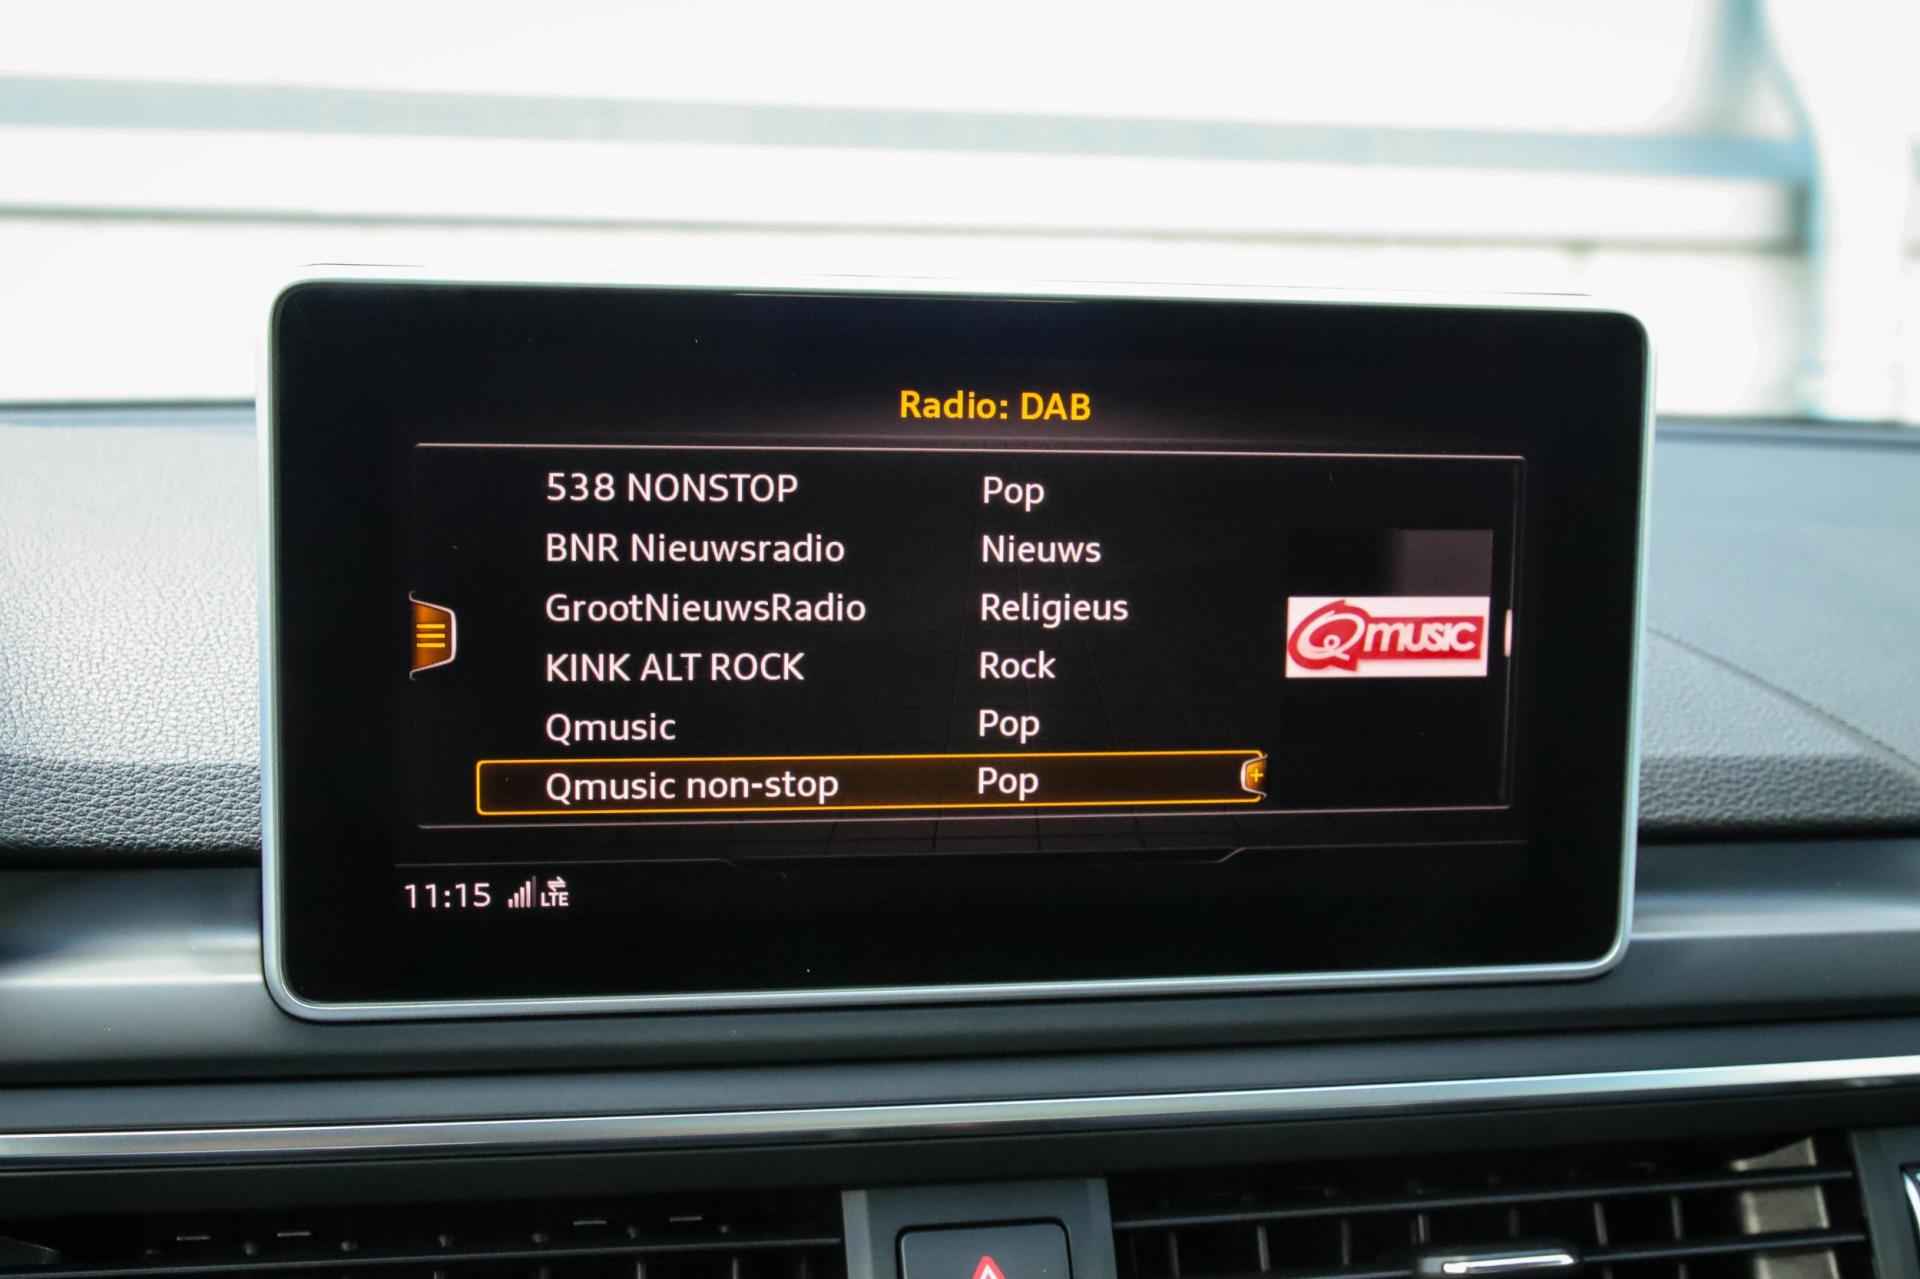 Radio: DAB
538 NONSTOP Pop
BNR Nieuwsradio Nieuws
GrootNieuwsRadio Religieus
KINK ALT ROCK Rock
Qmusic Pop
Qmusic non-stop Pop
Qmusic
11:15 LTE